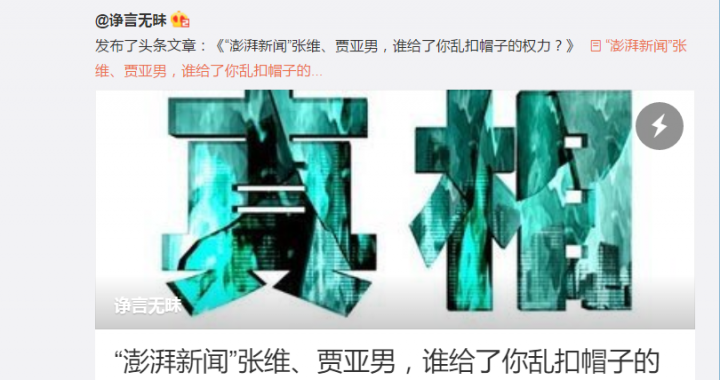 @诤言无昧
发布了头条文章：《“澎湃新闻”张维、贾亚男，谁给了你乱扣帽子的权力？》 “澎湃新闻”张
维、贾亚男，谁给了你乱扣帽子的...
真相
诤言无昧
“澎湃新闻”张维、贾亚男，谁给了你乱扣帽子的